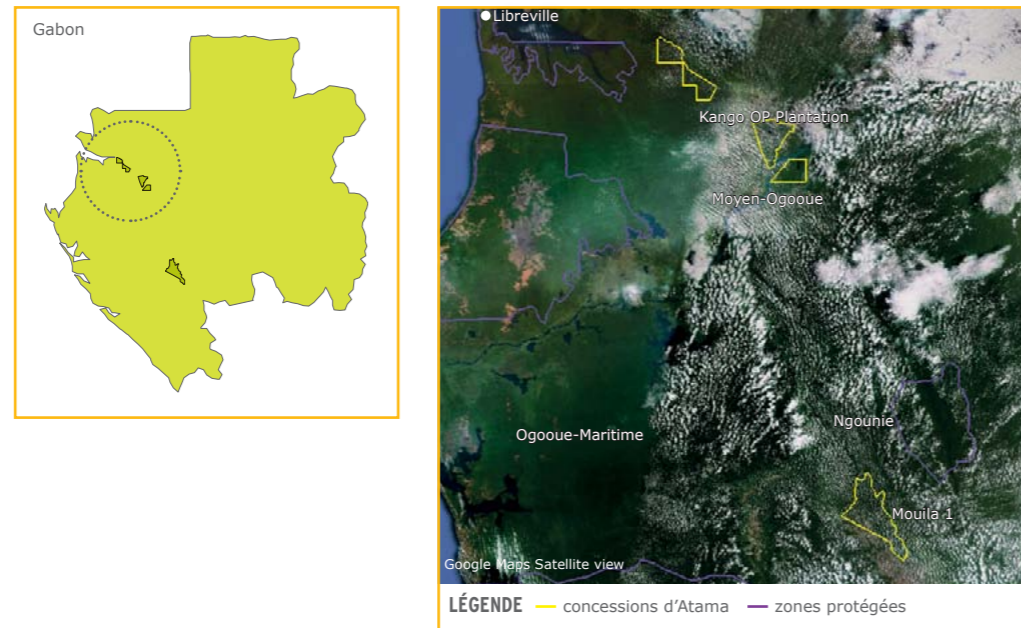 Gabon
Libreville
Kango OP Plantation
Moyen-Ogooue
Ngounie
Ogooue-Maritime
Mouila 1
Google Maps Satellite view
LÉGENDE concessions d’Atama zones protégées